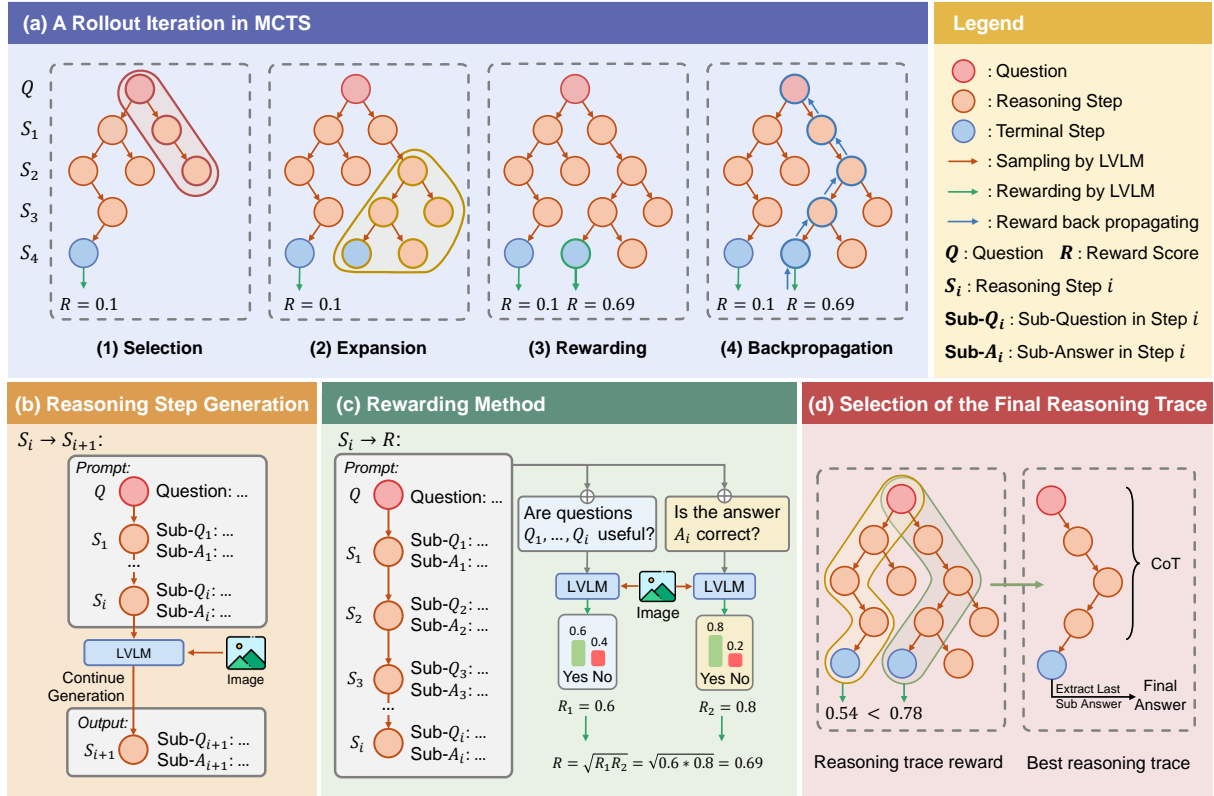 (a) A Rollout Iteration in MCTS
Q
S₁
S₂
S₃
S₄
R = 0.1
(1) Selection
R = 0.1
(2) Expansion
R = 0.1 R = 0.69
(3) Rewarding
R = 0.1 R = 0.69
(4) Backpropagation
Legend
: Question
: Reasoning Step
: Terminal Step
: Sampling by LVLM
: Rewarding by LVLM
: Reward back propagating
Q : Question R : Reward Score
Sᵢ : Reasoning Step i
Sub-Qᵢ : Sub-Question in Step i
Sub-Aᵢ : Sub-Answer in Step i
(b) Reasoning Step Generation
Sᵢ → Sᵢ₊₁:
Prompt:
Q Question: ...
S₁ Sub-Q₁: ...
Sub-A₁: ...
...
Sᵢ Sub-Qᵢ: ...
Sub-Aᵢ: ...
LVLM
Image
Continue
Generation
Output:
Sᵢ₊₁ Sub-Qᵢ₊₁: ...
Sub-Aᵢ₊₁: ...
(c) Rewarding Method
Sᵢ → R:
Prompt:
Q Question: ...
S₁ Sub-Q₁: ...
Sub-A₁: ...
S₂ Sub-Q₂: ...
Sub-A₂: ...
S₃ Sub-Q₃: ...
Sub-A₃: ...
...
Sᵢ Sub-Qᵢ: ...
Sub-Aᵢ: ...
Are questions
Q₁, ..., Qᵢ useful?
Is the answer
Aᵢ correct?
LVLM
Image
LVLM
0.6
0.4
Yes No
0.8
0.2
Yes No
R₁ = 0.6
R₂ = 0.8
R = √R₁R₂ = √0.6 * 0.8 = 0.69
(d) Selection of the Final Reasoning Trace
0.54 < 0.78
Reasoning trace reward
CoT
Extract Last
Sub Answer
Final
Answer
Best reasoning trace